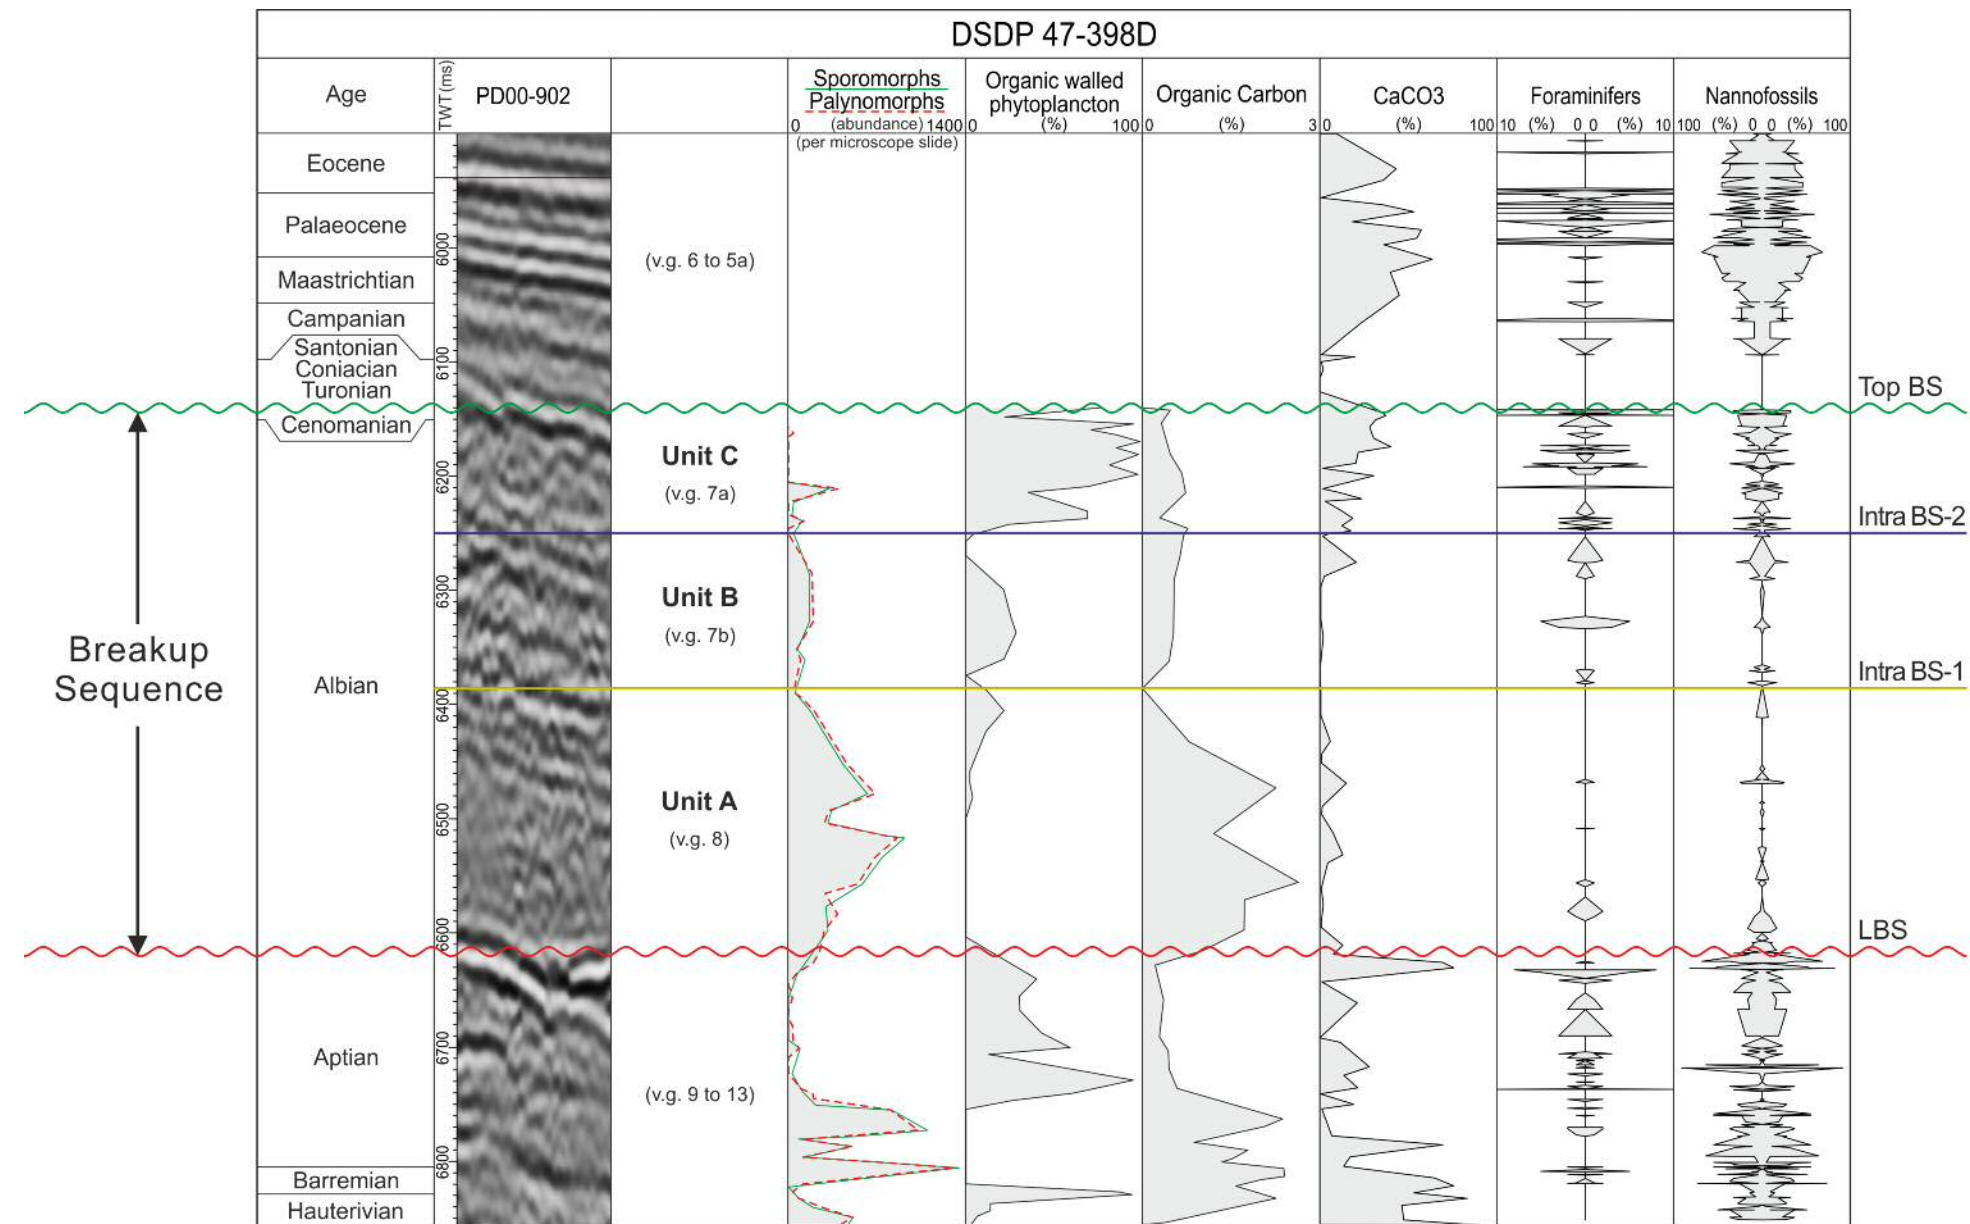 DSDP 47-398D
Age
TWT (ms)
PD00-902
Sporomorphs
Palynomorphs
0 (abundance) 1400
(per microscope slide)
Organic walled
phytoplancton
0 (%) 100
Organic Carbon
0 (%) 3
CaCO3
0 (%) 100
Foraminifers
10 (%) 0 0 (%) 10
Nannofossils
100 (%) 0 0 (%) 100
Eocene
Palaeocene
6000
(v.g. 6 to 5a)
Maastrichtian
Campanian
Santonian
Coniacian
Turonian
6100
Top BS
Cenomanian
Unit C
(v.g. 7a)
6200
Intra BS-2
Unit B
(v.g. 7b)
6300
Breakup
Sequence
Albian
Intra BS-1
6400
Unit A
(v.g. 8)
6500
6600
LBS
Aptian
6700
(v.g. 9 to 13)
6800
Barremian
Hauterivian